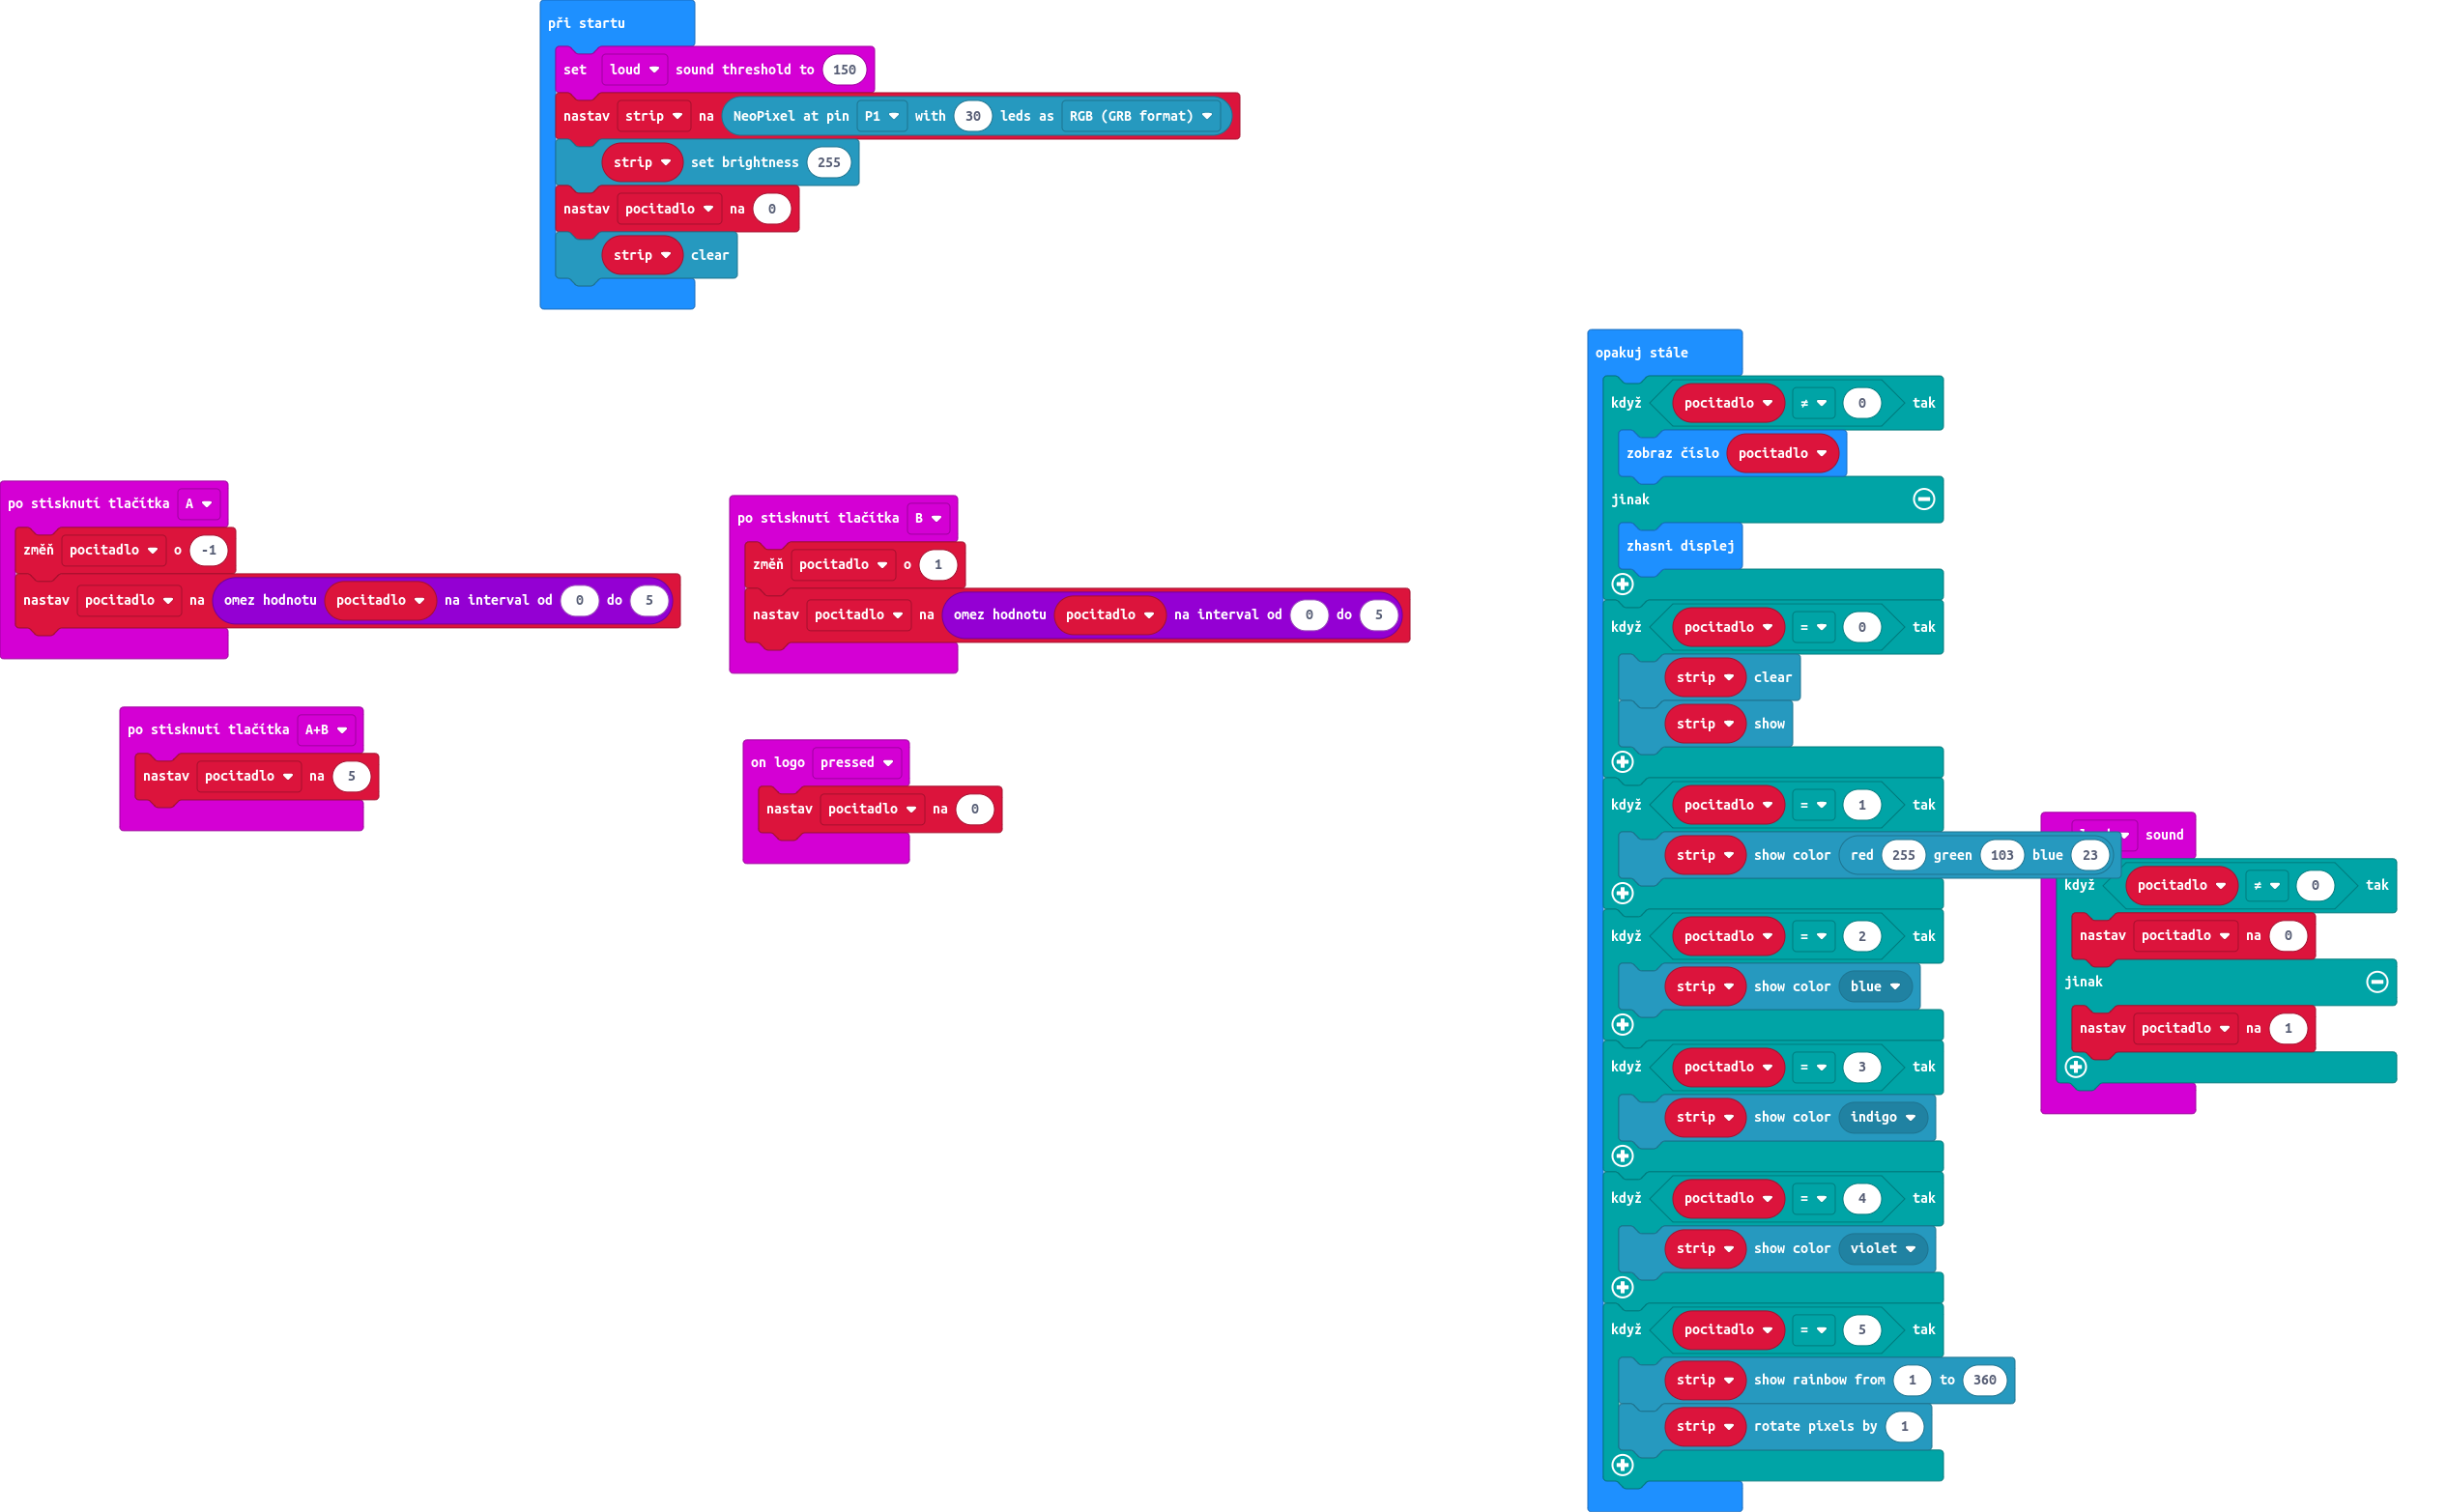 při startu
set loud sound threshold to 150
nastav strip na NeoPixel at pin P1 with 30 leds as RGB (GRB format)
strip set brightness 255
nastav pocitadlo na 0
strip clear
po stisknutí tlačítka A
změň pocitadlo o -1
nastav pocitadlo na omez hodnotu pocitadlo na interval od 0 do 5
po stisknutí tlačítka B
změň pocitadlo o 1
nastav pocitadlo na omez hodnotu pocitadlo na interval od 0 do 5
po stisknutí tlačítka A+B
nastav pocitadlo na 5
on logo pressed
nastav pocitadlo na 0
opakuj stále
když pocitadlo ≠ 0 tak
zobraz číslo pocitadlo
jinak
zhasni displej
když pocitadlo = 0 tak
strip clear
strip show
když pocitadlo = 1 tak
strip show color red 255 green 103 blue 23
když pocitadlo = 2 tak
strip show color blue
když pocitadlo = 3 tak
strip show color indigo
když pocitadlo = 4 tak
strip show color violet
když pocitadlo = 5 tak
strip show rainbow from 1 to 360
strip rotate pixels by 1
sound
když pocitadlo ≠ 0 tak
nastav pocitadlo na 0
jinak
nastav pocitadlo na 1